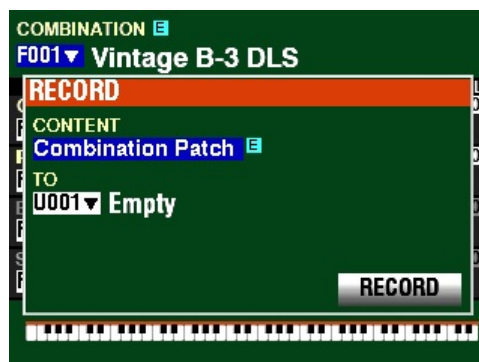 COMBINATION E
F001▼ Vintage B-3 DLS
RECORD
CONTENT
Combination Patch E
TO
U001▼ Empty
RECORD